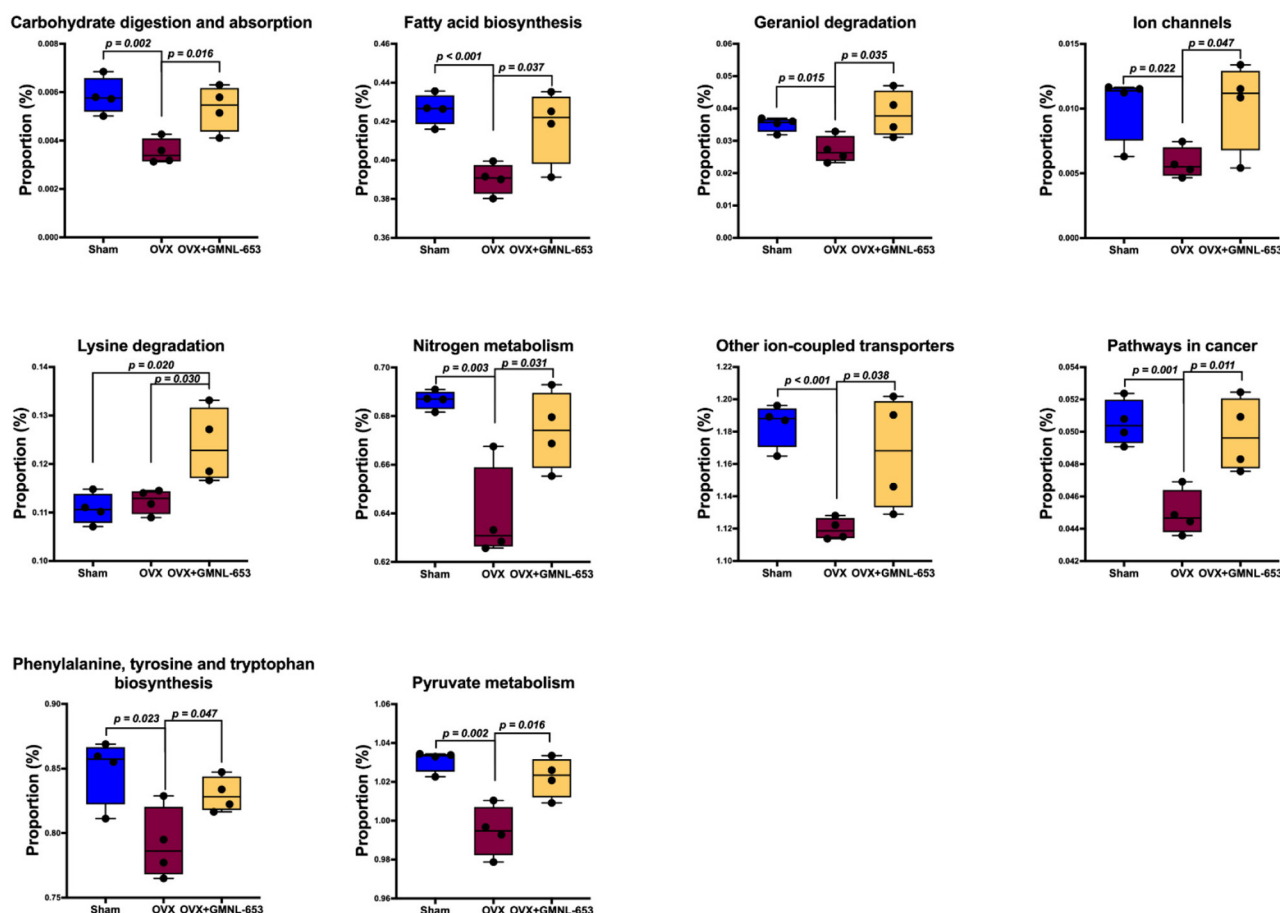 Carbohydrate digestion and absorption
p = 0.002
p = 0.016
Proportion (%)
0.008
0.006
0.004
0.002
0.000
Sham OVX OVX+GMNL-653
Fatty acid biosynthesis
p < 0.001
p = 0.037
Proportion (%)
0.46
0.44
0.42
0.40
0.38
0.36
Sham OVX OVX+GMNL-653
Geraniol degradation
p = 0.015
p = 0.035
Proportion (%)
0.06
0.05
0.04
0.03
0.02
0.01
0.00
Sham OVX OVX+GMNL-653
Ion channels
p = 0.022
p = 0.047
Proportion (%)
0.015
0.010
0.005
0.000
Sham OVX OVX+GMNL-653
Lysine degradation
p = 0.020
p = 0.030
Proportion (%)
0.14
0.13
0.12
0.11
0.10
Sham OVX OVX+GMNL-653
Nitrogen metabolism
p = 0.003
p = 0.031
Proportion (%)
0.70
0.68
0.66
0.64
0.62
Sham OVX OVX+GMNL-653
Other ion-coupled transporters
p < 0.001
p = 0.038
Proportion (%)
1.22
1.20
1.18
1.16
1.14
1.12
1.10
Sham OVX OVX+GMNL-653
Pathways in cancer
p = 0.001
p = 0.011
Proportion (%)
0.054
0.052
0.050
0.048
0.046
0.044
0.042
Sham OVX OVX+GMNL-653
Phenylalanine, tyrosine and tryptophan
biosynthesis
p = 0.023
p = 0.047
Proportion (%)
0.90
0.85
0.80
0.75
Sham OVX OVX+GMNL-653
Pyruvate metabolism
p = 0.002
p = 0.016
Proportion (%)
1.06
1.04
1.02
1.00
0.98
0.96
Sham OVX OVX+GMNL-653